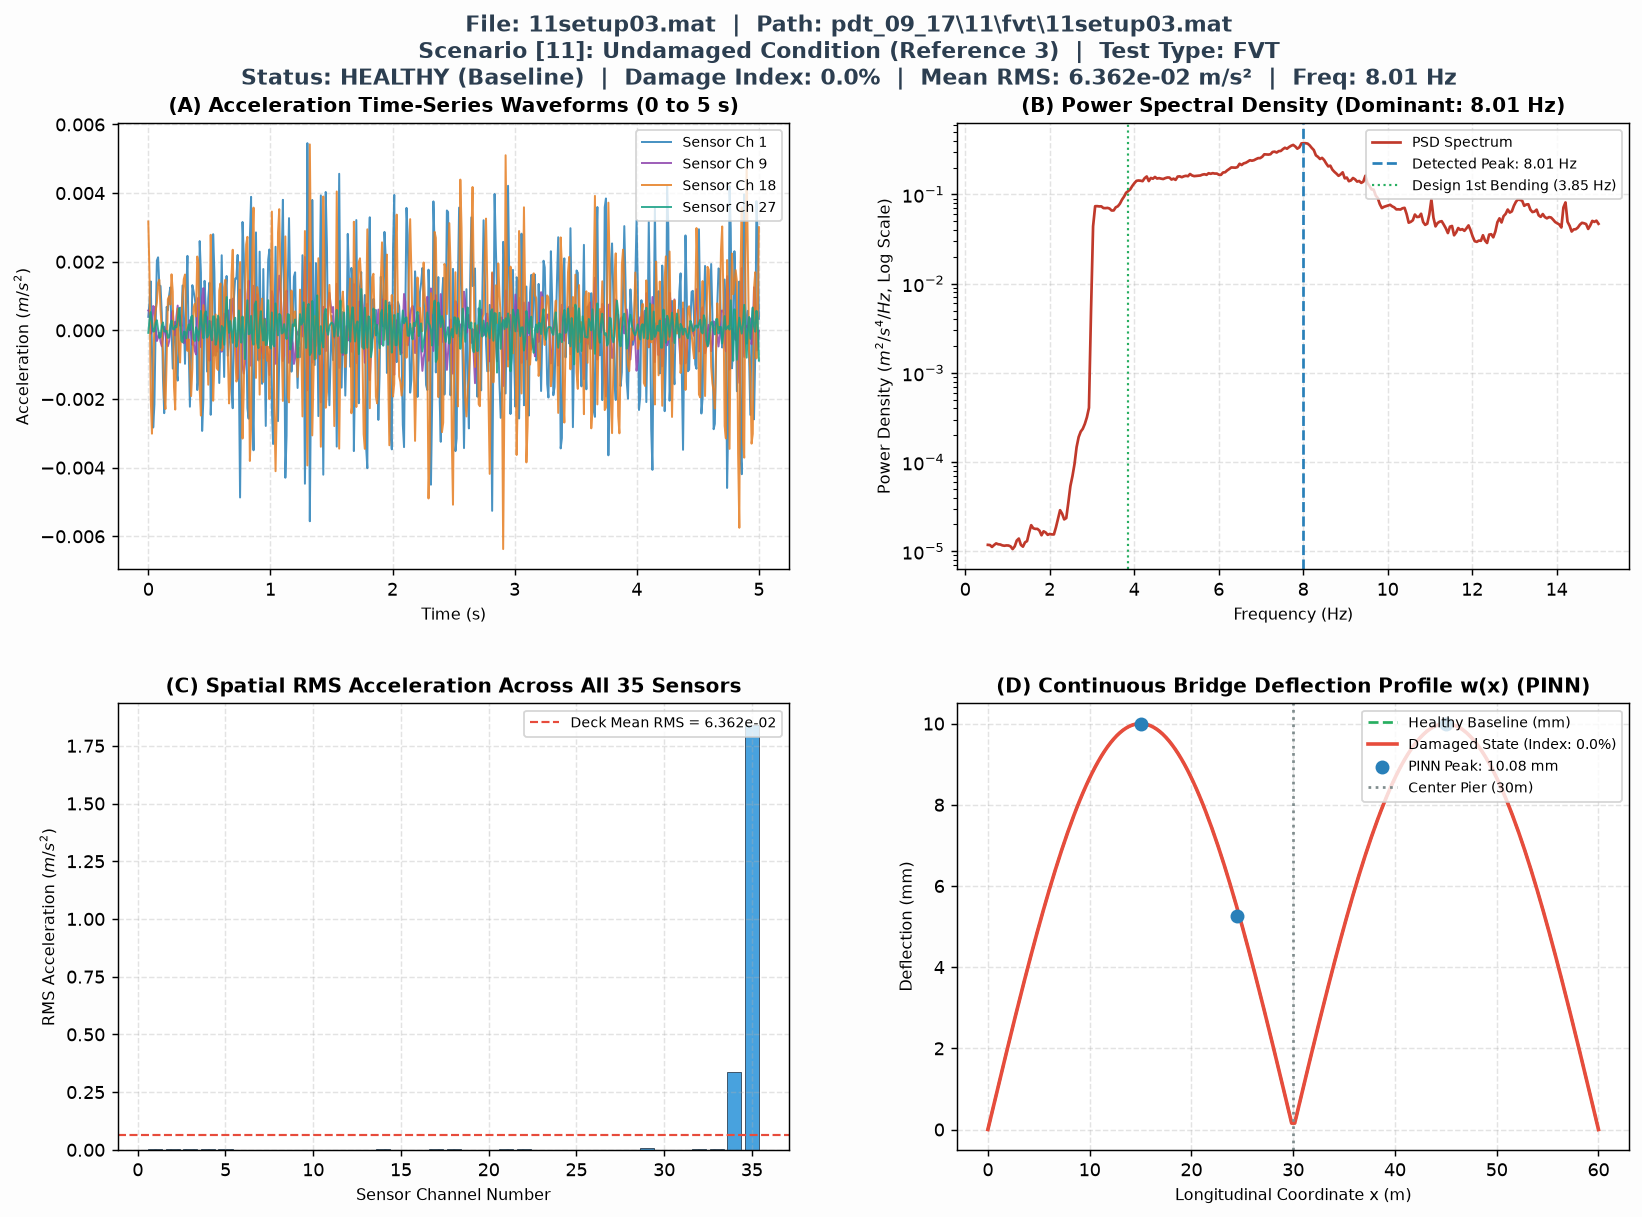 File: 11setup03.mat | Path: pdt_09_17\11\fvt\11setup03.mat
Scenario [11]: Undamaged Condition (Reference 3) | Test Type: FVT
Status: HEALTHY (Baseline) | Damage Index: 0.0% | Mean RMS: 6.362e-02 m/s² | Freq: 8.01 Hz
(A) Acceleration Time-Series Waveforms (0 to 5 s)
Sensor Ch 1
Sensor Ch 9
Sensor Ch 18
Sensor Ch 27
0.006
0.004
0.002
0.000
−0.002
−0.004
−0.006
Acceleration (m/s²)
0 1 2 3 4 5
Time (s)
(B) Power Spectral Density (Dominant: 8.01 Hz)
PSD Spectrum
Detected Peak: 8.01 Hz
Design 1st Bending (3.85 Hz)
10⁻¹
10⁻²
10⁻³
10⁻⁴
10⁻⁵
Power Density (m²/s⁴/Hz, Log Scale)
0 2 4 6 8 10 12 14
Frequency (Hz)
(C) Spatial RMS Acceleration Across All 35 Sensors
Deck Mean RMS = 6.362e-02
1.75
1.50
1.25
1.00
0.75
0.50
0.25
0.00
RMS Acceleration (m/s²)
0 5 10 15 20 25 30 35
Sensor Channel Number
(D) Continuous Bridge Deflection Profile w(x) (PINN)
Healthy Baseline (mm)
Damaged State (Index: 0.0%)
PINN Peak: 10.08 mm
Center Pier (30m)
10
8
6
4
2
0
Deflection (mm)
0 10 20 30 40 50 60
Longitudinal Coordinate x (m)